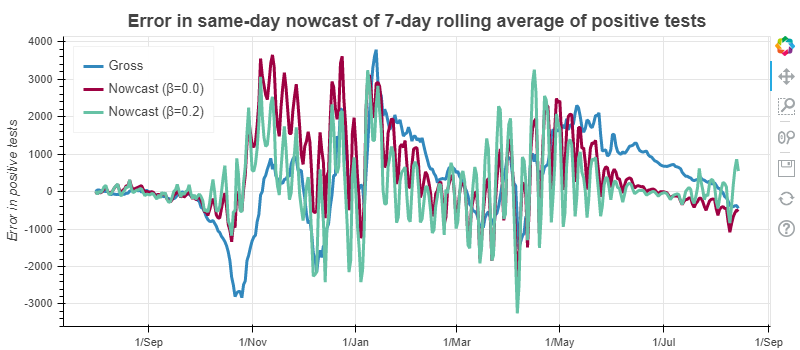 Error in same-day nowcast of 7-day rolling average of positive tests
Error in positive tests
4000
3000
2000
1000
0
-1000
-2000
-3000
Gross
Nowcast (β=0.0)
Nowcast (β=0.2)
1/Sep
1/Nov
1/Jan
1/Mar
1/May
1/Jul
1/Sep